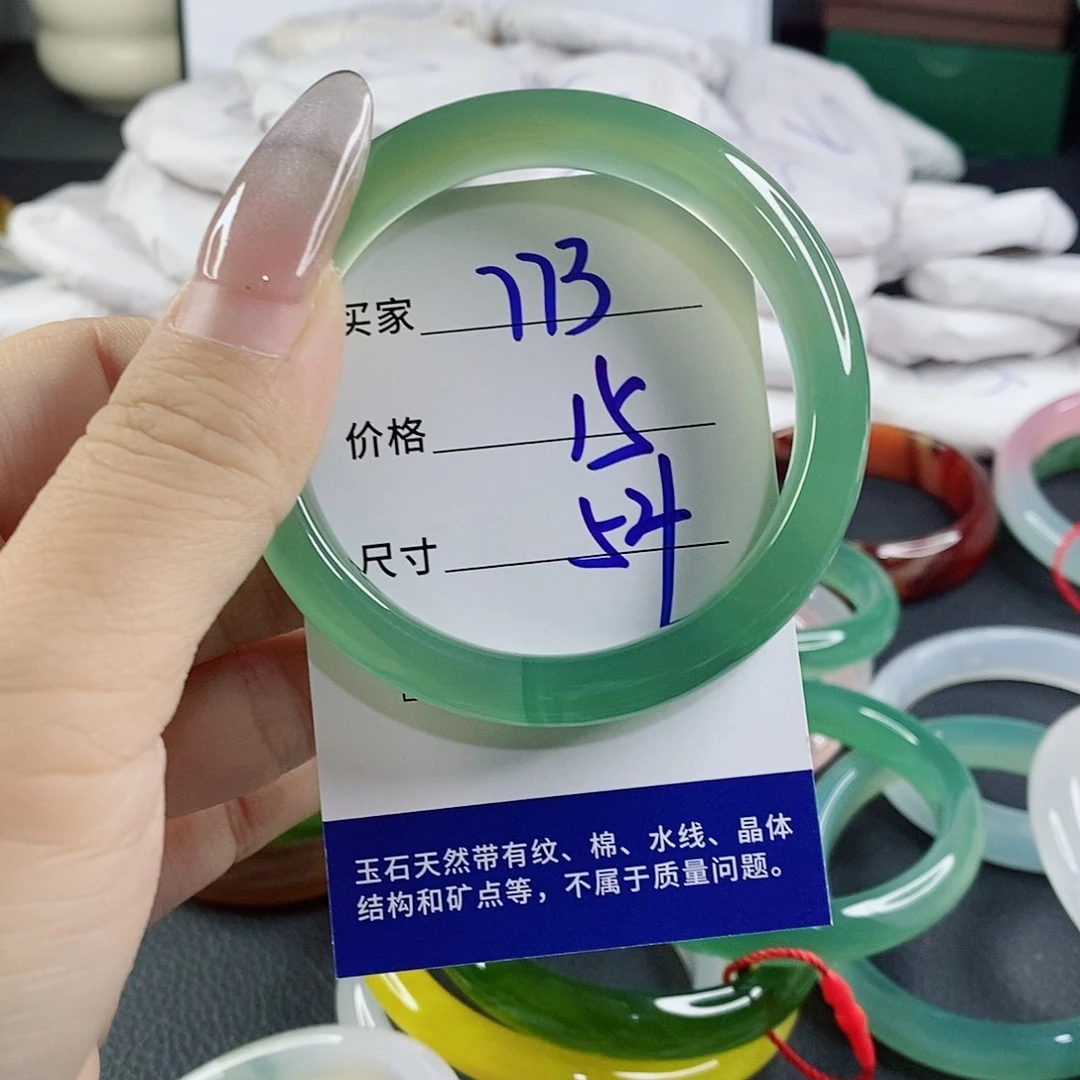 买家 113
价格 15
尺寸 54
玉石天然带有纹、棉、水线、晶体
结构和矿点等，不属于质量问题。